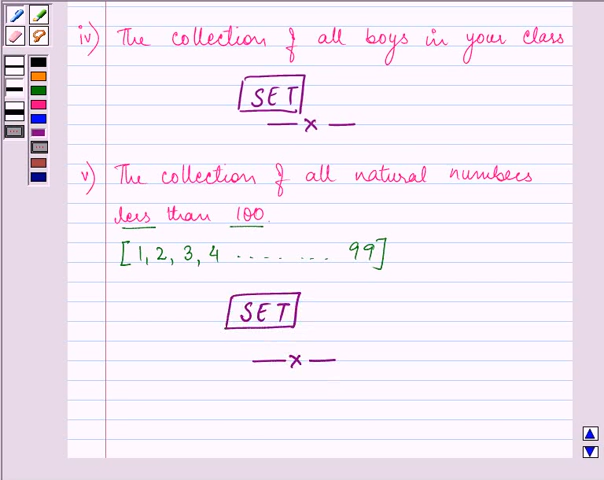 iv) The collection of all boys in your class
SET
— x —
v) The collection of all natural numbers
less than 100.
[1, 2, 3, 4 ........ 99]
SET
— x —